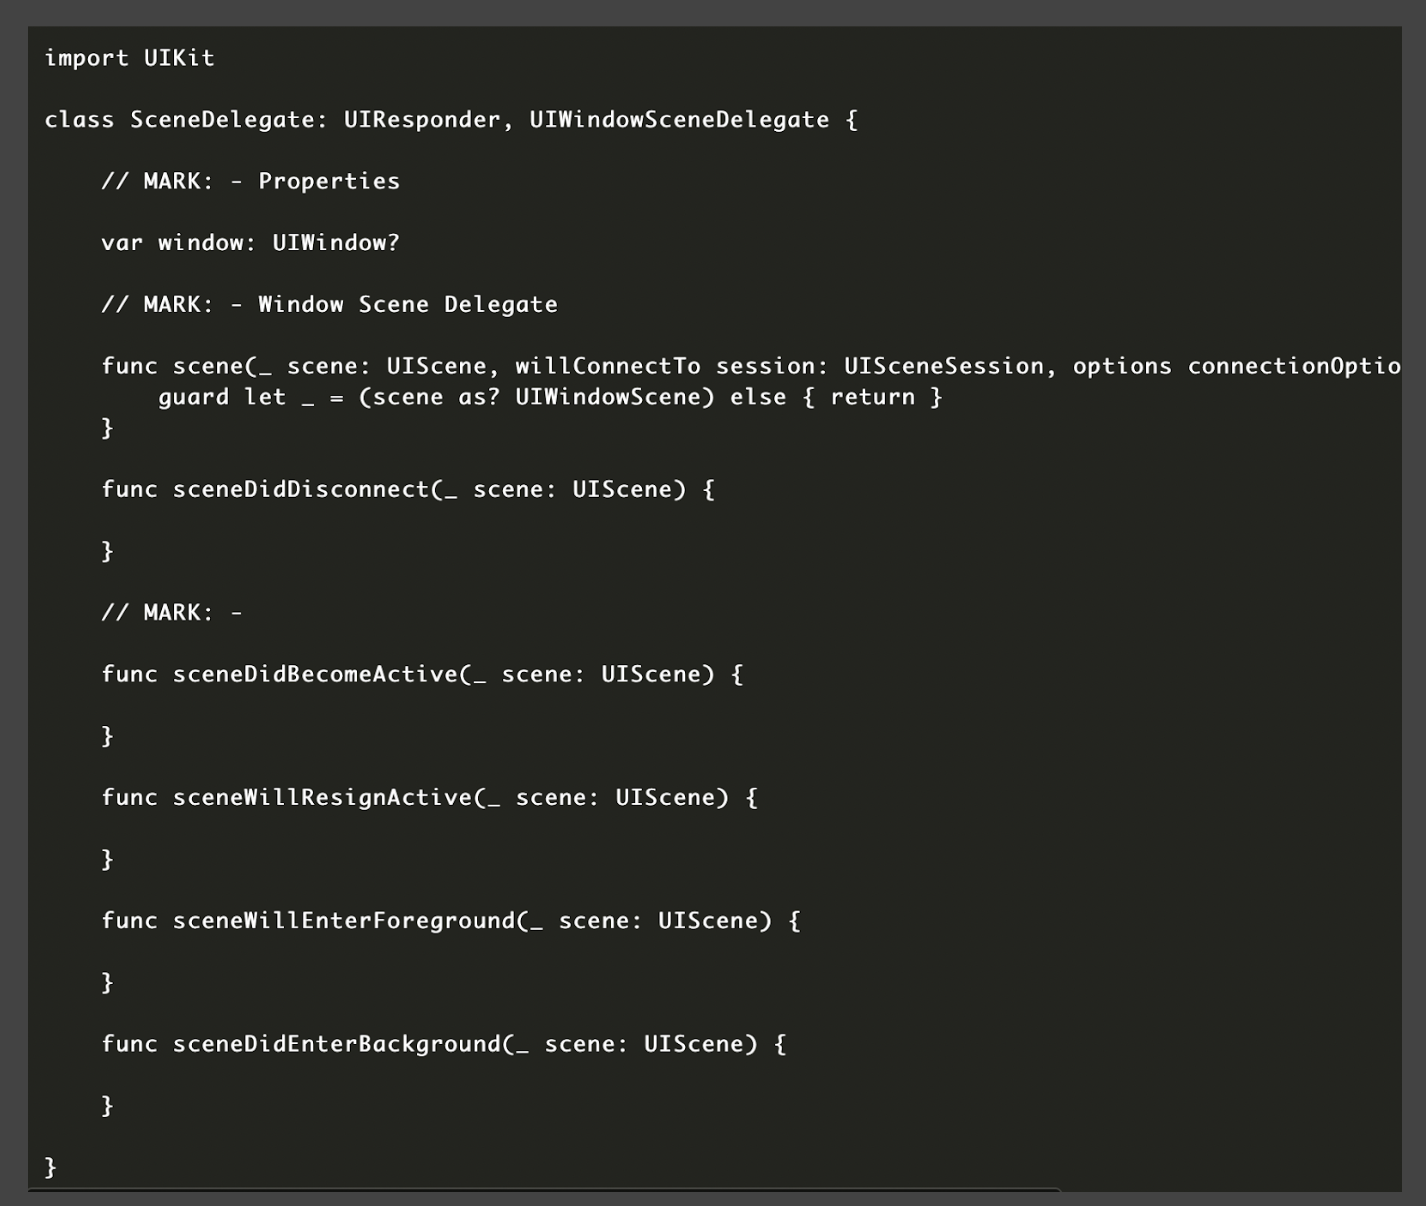 import UIKit
class SceneDelegate: UIResponder, UIWindowSceneDelegate {
    // MARK: - Properties
    var window: UIWindow?
    // MARK: - Window Scene Delegate
    func scene(_ scene: UIScene, willConnectTo session: UISceneSession, options connectionOptio
        guard let _ = (scene as? UIWindowScene) else { return }
    }
    func sceneDidDisconnect(_ scene: UIScene) {
    }
    // MARK: -
    func sceneDidBecomeActive(_ scene: UIScene) {
    }
    func sceneWillResignActive(_ scene: UIScene) {
    }
    func sceneWillEnterForeground(_ scene: UIScene) {
    }
    func sceneDidEnterBackground(_ scene: UIScene) {
    }
}